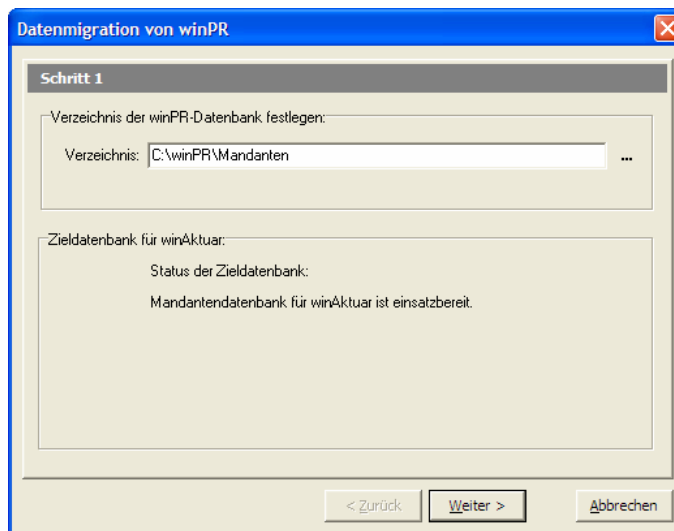 Datenmigration von winPR
Schritt 1
Verzeichnis der winPR-Datenbank festlegen:
Verzeichnis: C:\winPR\Mandanten ...
Zieldatenbank für winAktuar:
Status der Zieldatenbank:
Mandantendatenbank für winAktuar ist einsatzbereit.
< Zurück Weiter > Abbrechen